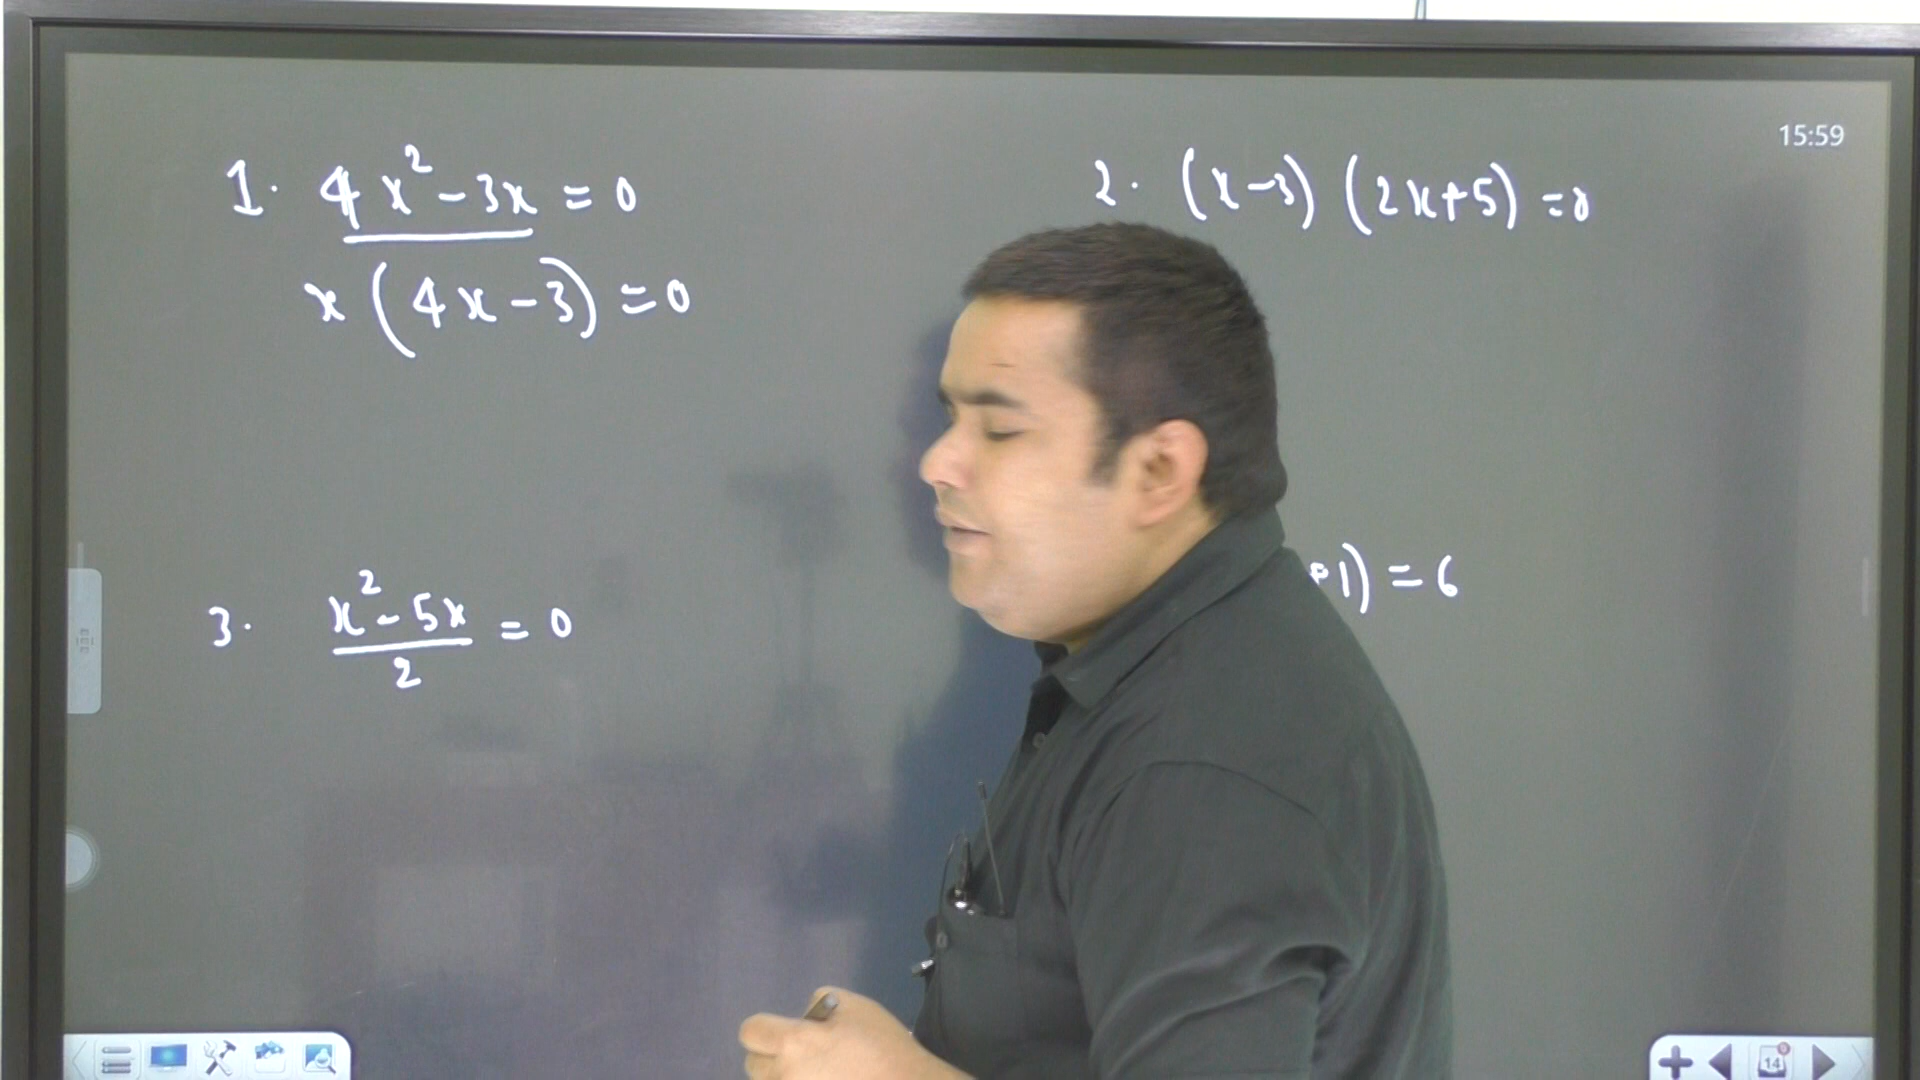 15:59
1. 4x² - 3x = 0
x(4x - 3) = 0
2. (x-3) (2x+5) = 0
3. x² - 5x / 2 = 0
+1) = 6
14